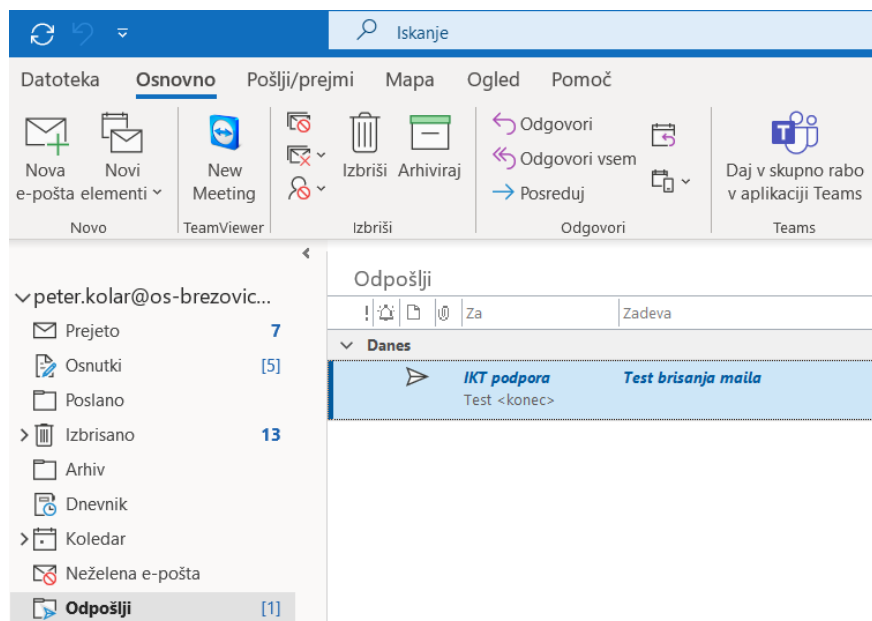 Iskanje
Datoteka Osnovno Pošlji/prejmi Mapa Ogled Pomoč
Nova e-pošta
Novi elementi
Novo
New Meeting
TeamViewer
Izbriši
Arhiviraj
Izbriši
Odgovori
Odgovori vsem
Posreduj
Odgovori
Daj v skupno rabo
v aplikaciji Teams
Teams
peter.kolar@os-brezovic...
Prejeto 7
Osnutki [5]
Poslano
Izbrisano 13
Arhiv
Dnevnik
Koledar
Neželena e-pošta
Odpošlji [1]
Odpošlji
! Za Zadeva
Danes
IKT podpora Test brisanja maila
Test <konec>